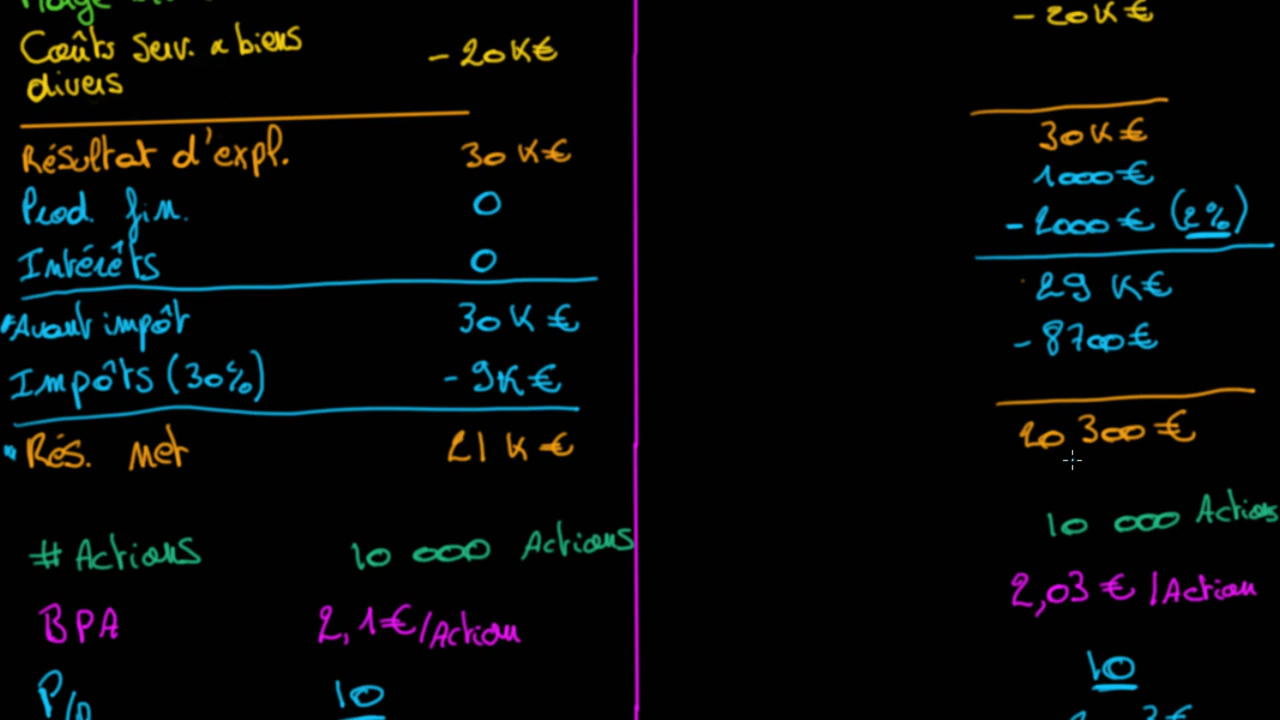 - 20K€
Coûts Serv. & biens - 20K€
divers
Résultat d'expl. 30 K€ 30K€
Prod. fin. 0 1000€
Intérêts 0 - 2000€ (2%)
Avant impôt 30K€ 29 K€
Impôts (30%) - 9K€ - 8700€
Rés. net 21 K€ 20 300€
# Actions 10 000 Actions 10 000 Actions
BPA 2,1€/Action 2,03 €/Action
10 10